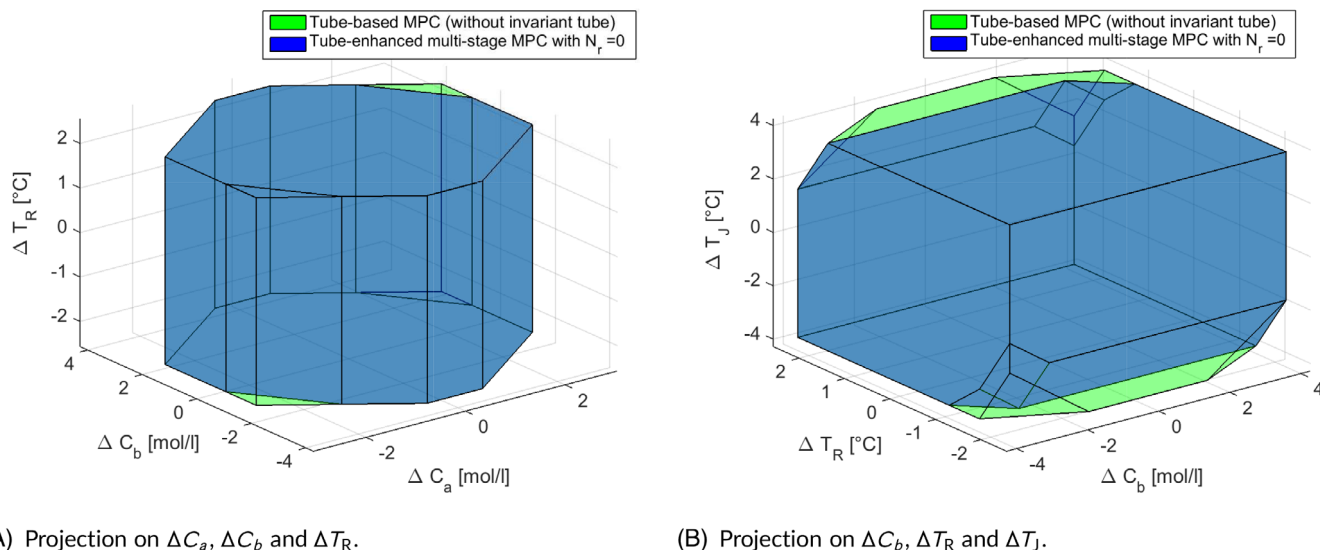 Tube-based MPC (without invariant tube)
Tube-enhanced multi-stage MPC with N_r =0
2
1
0
-1
-2
Δ T_R [°C]
4
2
0
-2
-4
Δ C_b [mol/l]
-2
0
2
Δ C_a [mol/l]
) Projection on ΔC_a, ΔC_b and ΔT_R.
Tube-based MPC (without invariant tube)
Tube-enhanced multi-stage MPC with N_r =0
4
2
0
-2
-4
Δ T_J [°C]
2
1
0
-1
-2
Δ T_R [°C]
-4
-2
0
2
4
Δ C_b [mol/l]
(B) Projection on ΔC_b, ΔT_R and ΔT_J.